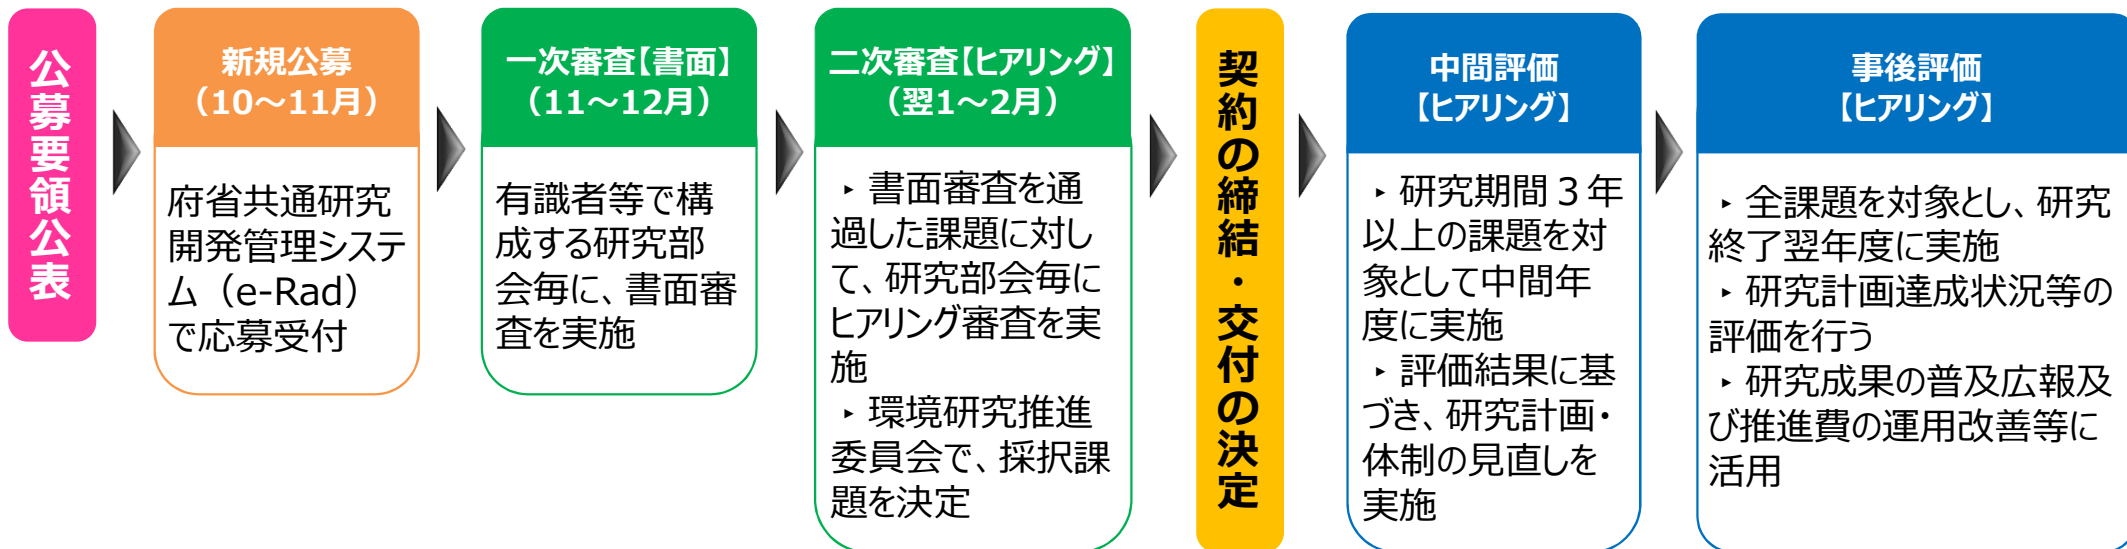 公募要領公表
新規公募
（10～11月）
府省共通研究
開発管理システ
ム（e-Rad）
で応募受付
一次審査【書面】
（11～12月）
有識者等で構
成する研究部
会毎に、書面審
査を実施
二次審査【ヒアリング】
（翌1～2月）
‣ 書面審査を通
過した課題に対し
て、研究部会毎に
ヒアリング審査を実
施
‣ 環境研究推進
委員会で、採択課
題を決定
契約の締結・交付の決定
中間評価
【ヒアリング】
‣ 研究期間３年
以上の課題を対
象として中間年
度に実施
‣ 評価結果に基
づき、研究計画・
体制の見直しを
実施
事後評価
【ヒアリング】
‣ 全課題を対象とし、研究
終了翌年度に実施
‣ 研究計画達成状況等の
評価を行う
‣ 研究成果の普及広報及
び推進費の運用改善等に
活用